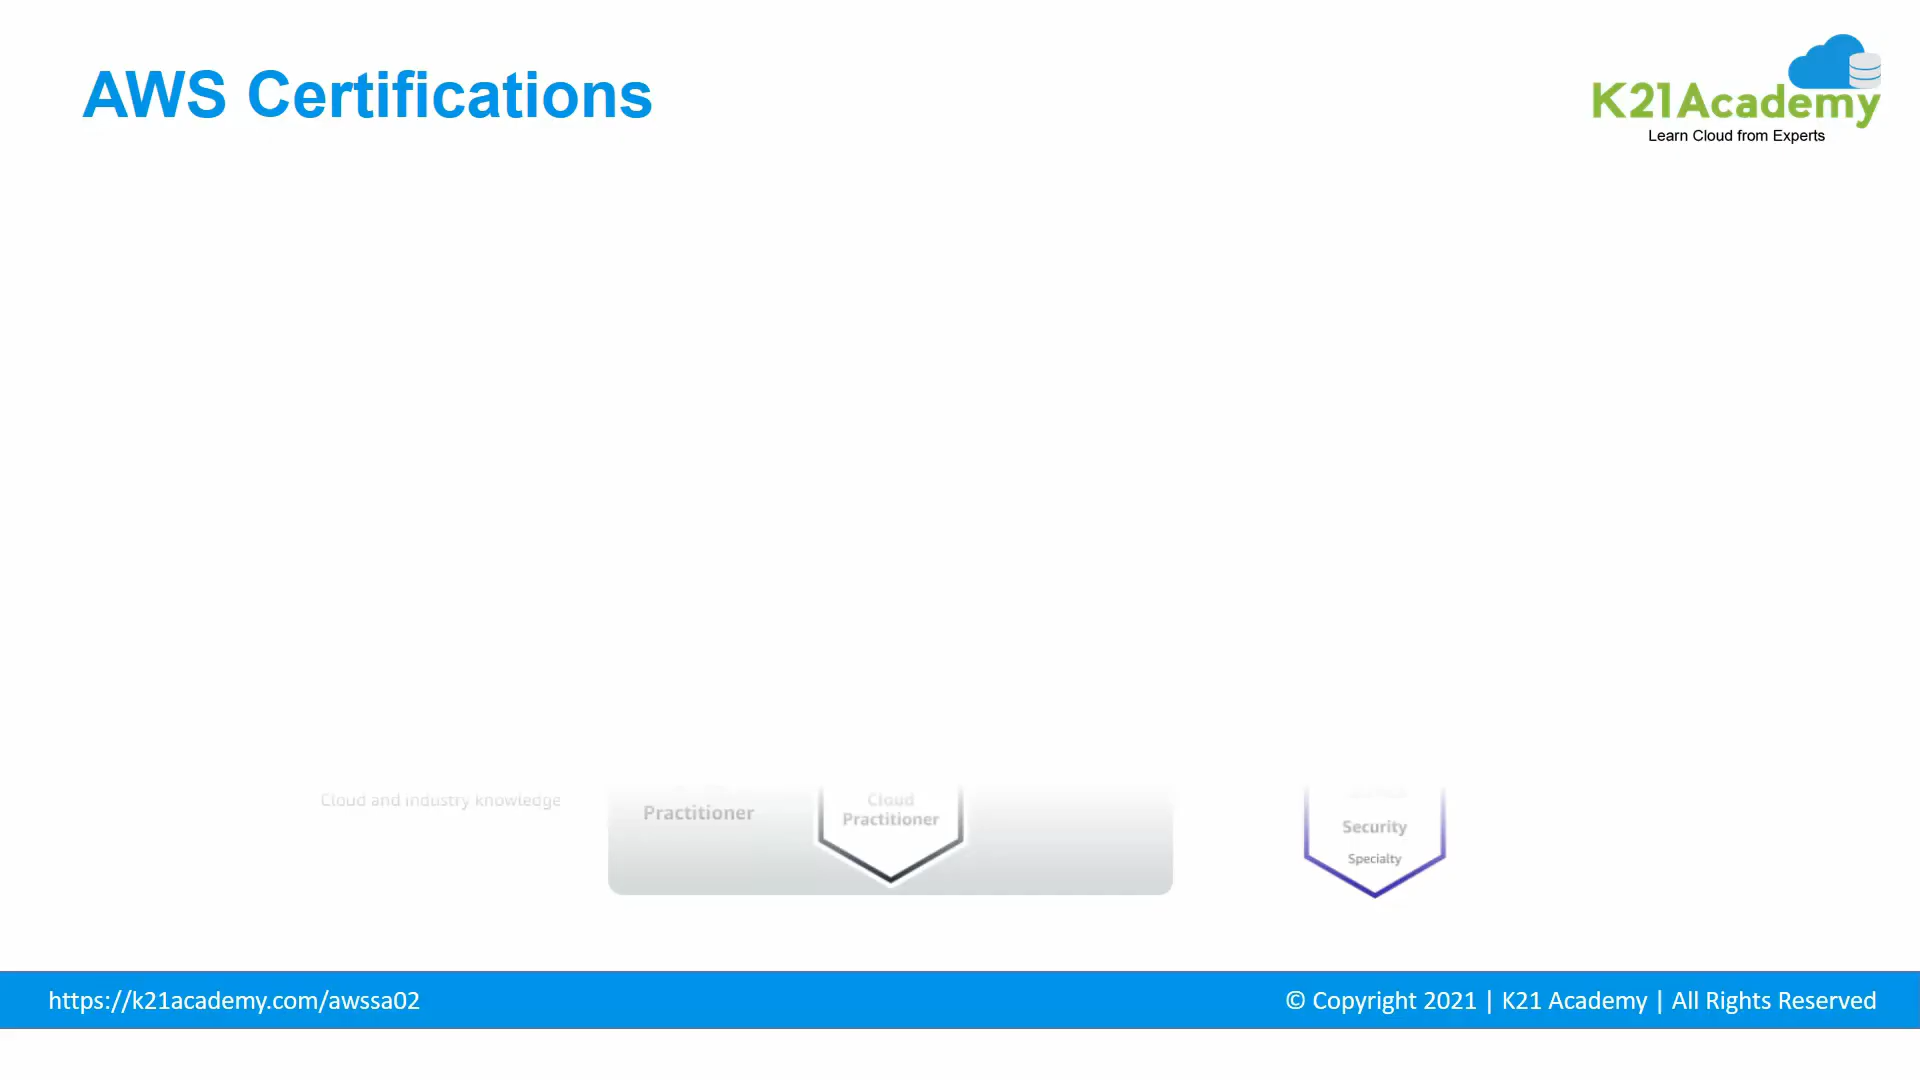 AWS Certifications
K21Academy
Learn Cloud from Experts
Cloud and industry knowledge
Practitioner
Cloud
Practitioner
Security
Specialty
https://k21academy.com/awssa02
© Copyright 2021 | K21 Academy | All Rights Reserved